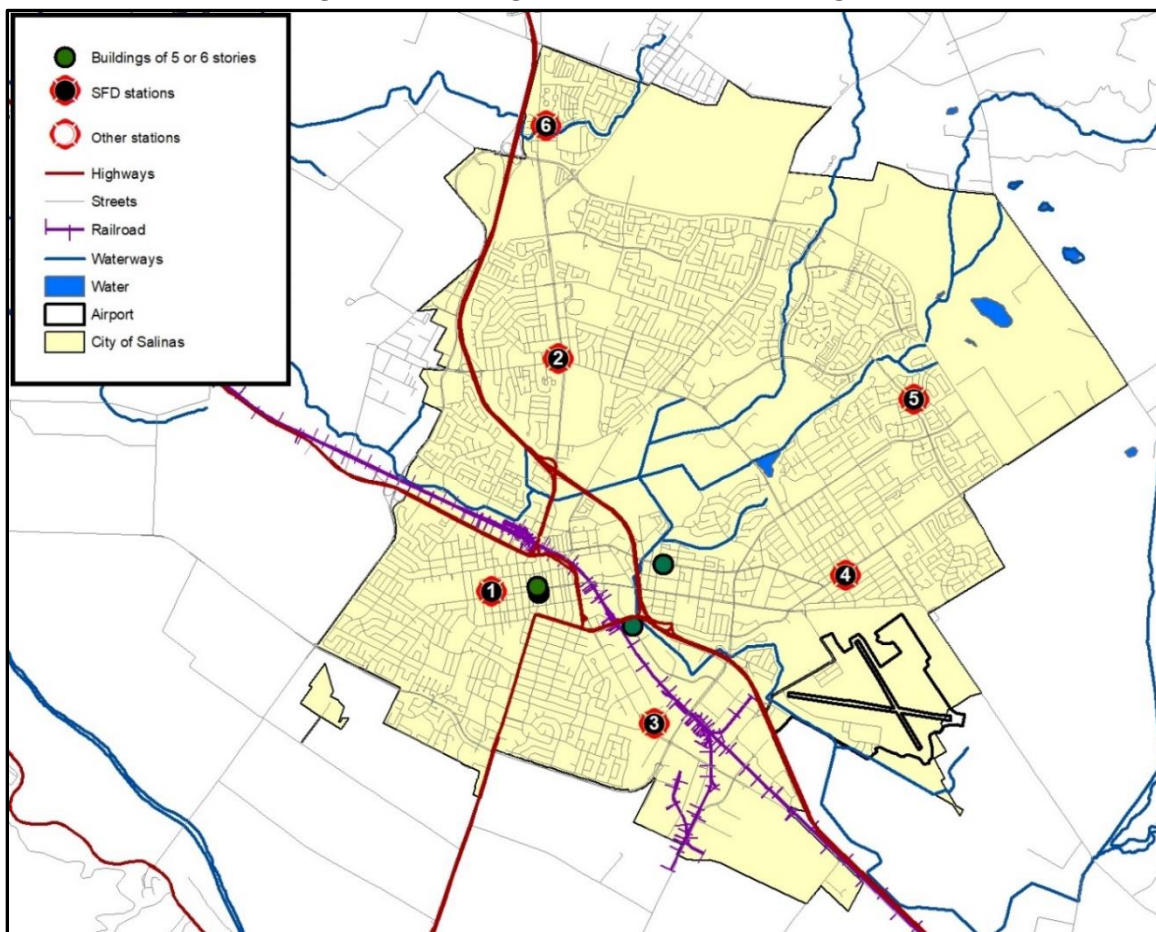 Buildings of 5 or 6 stories
SFD stations
Other stations
Highways
Streets
Railroad
Waterways
Water
Airport
City of Salinas
6
2
5
4
1
3